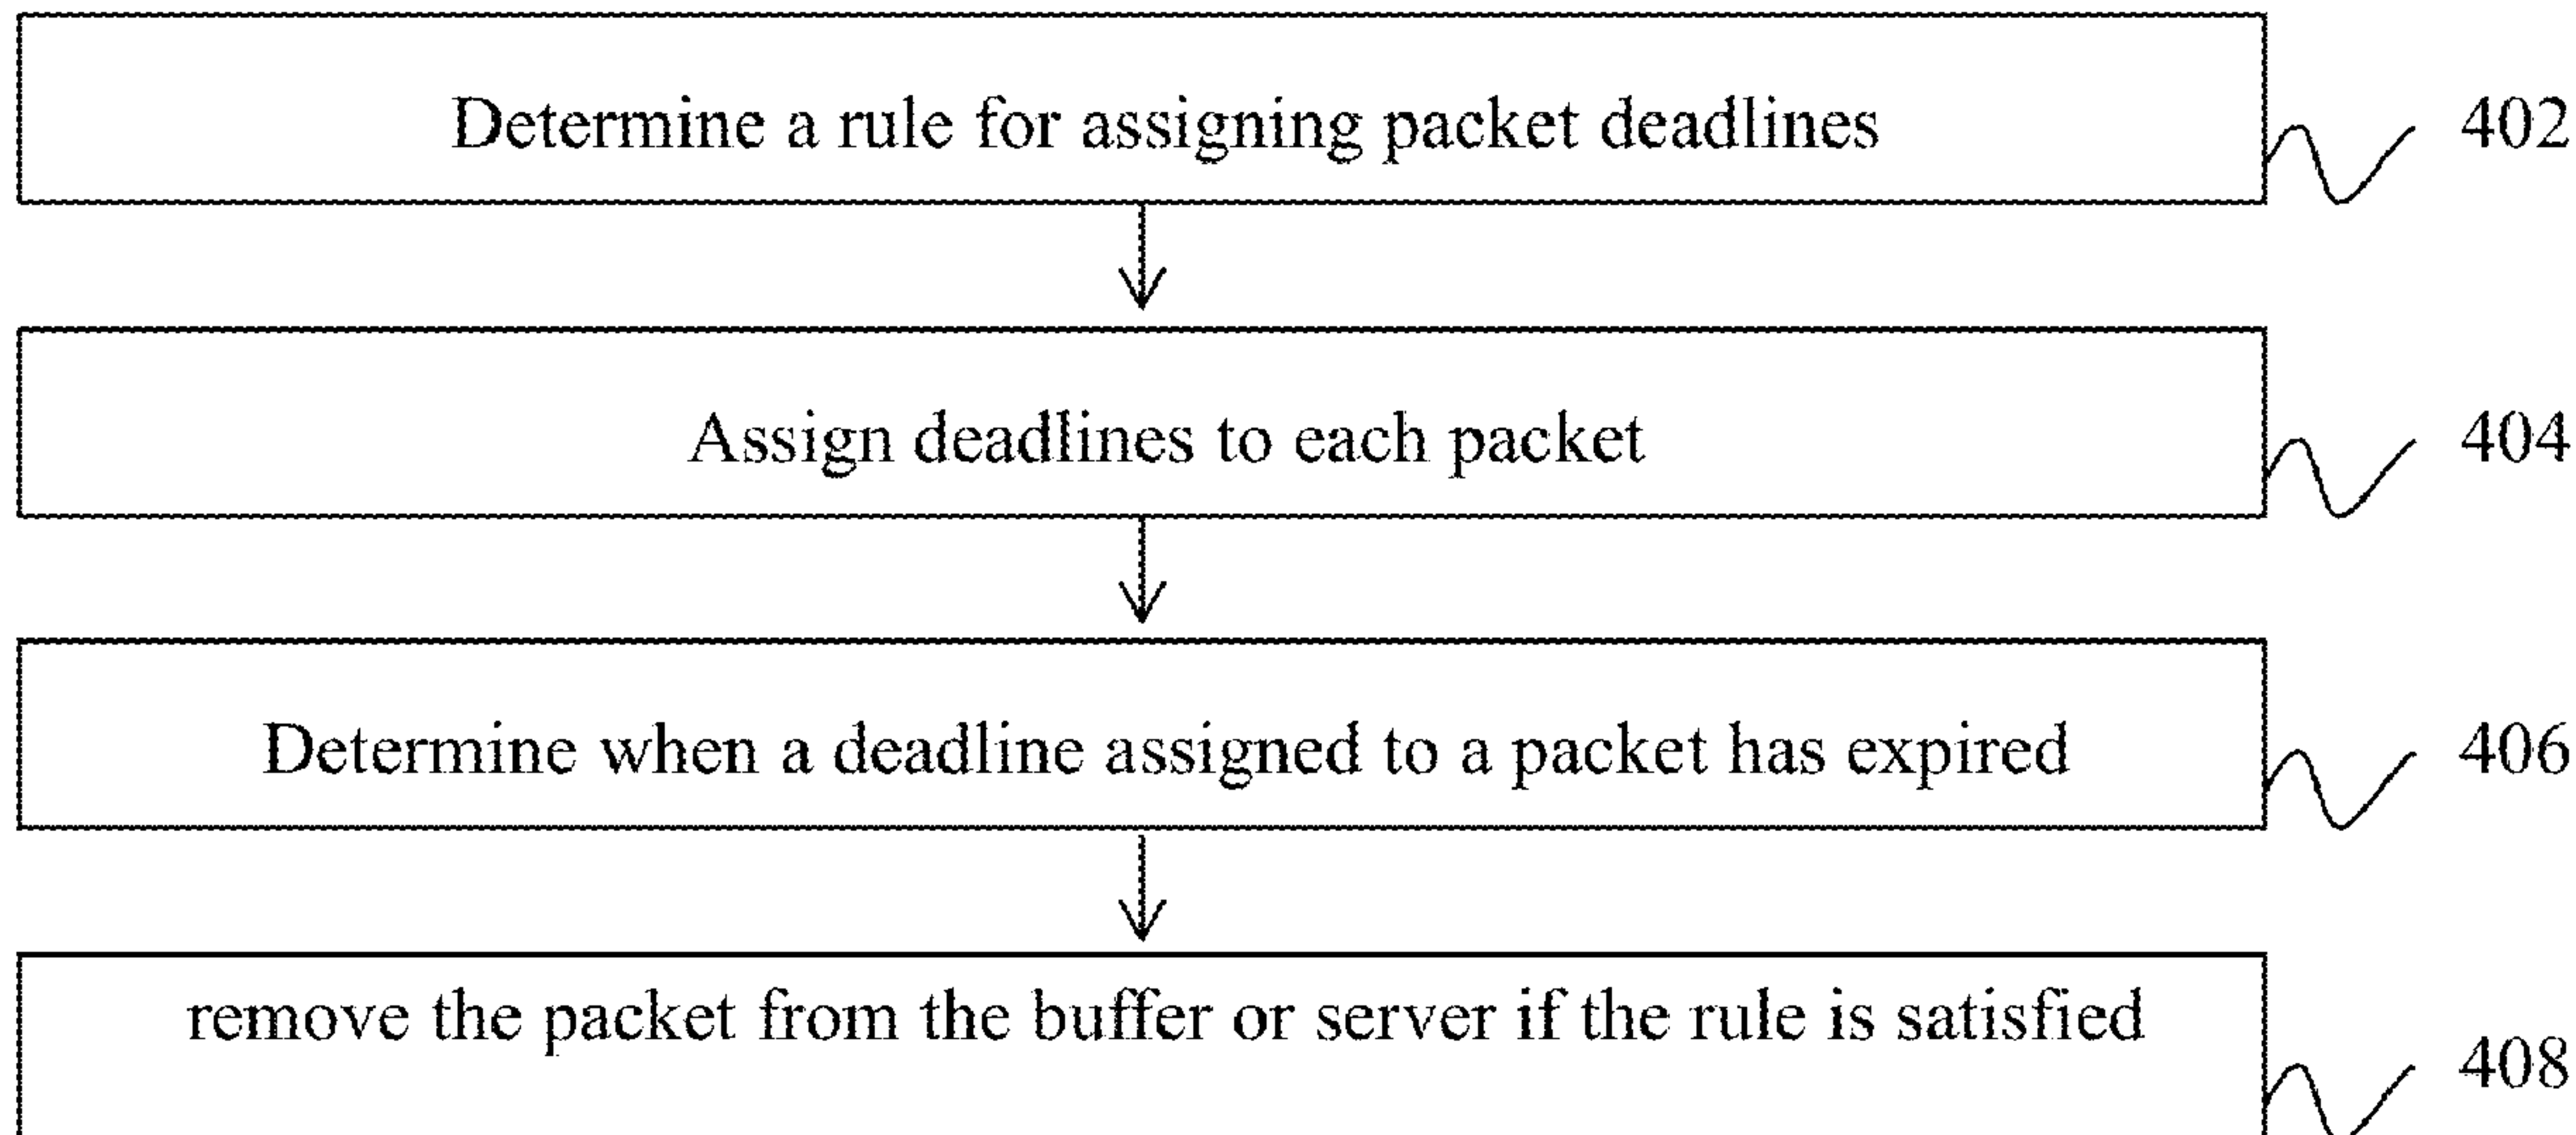 Determine a rule for assigning packet deadlines
402
Assign deadlines to each packet
404
Determine when a deadline assigned to a packet has expired
406
remove the packet from the buffer or server if the rule is satisfied
408